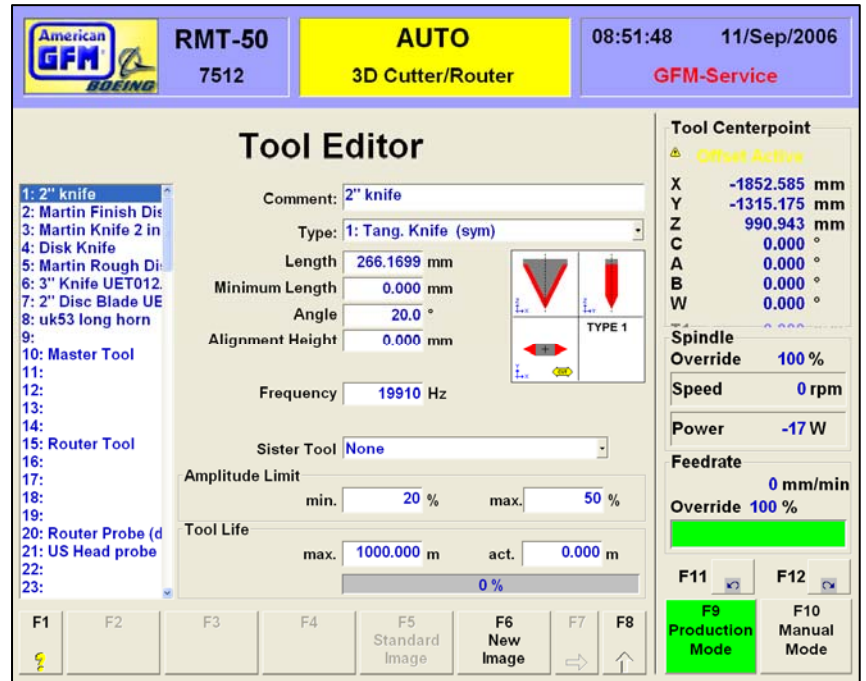 American
GFM
BOEING
RMT-50
7512
AUTO
3D Cutter/Router
08:51:48 11/Sep/2006
GFM-Service
Tool Editor
1: 2" knife
2: Martin Finish Dis
3: Martin Knife 2 in
4: Disk Knife
5: Martin Rough Di
6: 3" Knife UET012.
7: 2" Disc Blade UE
8: uk53 long horn
9:
10: Master Tool
11:
12:
13:
14:
15: Router Tool
16:
17:
18:
19:
20: Router Probe (d
21: US Head probe
22:
23:
Comment: 2" knife
Type: 1: Tang. Knife (sym)
Length 266.1699 mm
Minimum Length 0.000 mm
Angle 20.0 °
Alignment Height 0.000 mm
TYPE 1
Frequency 19910 Hz
Sister Tool None
Amplitude Limit
min. 20 % max. 50 %
Tool Life
max. 1000.000 m act. 0.000 m
0 %
Tool Centerpoint
Offset Active
X -1852.585 mm
Y -1315.175 mm
Z 990.943 mm
C 0.000 °
A 0.000 °
B 0.000 °
W 0.000 °
Spindle
Override 100 %
Speed 0 rpm
Power -17 W
Feedrate
0 mm/min
Override 100 %
F11 F12
F1
F2
F3
F4
F5
Standard
Image
F6
New
Image
F7
F8
F9
Production
Mode
F10
Manual
Mode